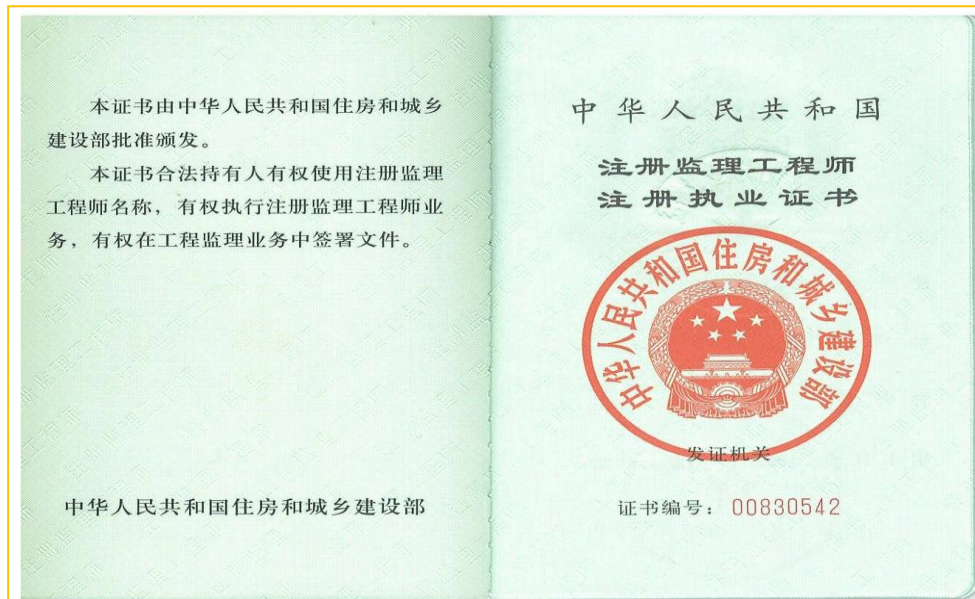 本证书由中华人民共和国住房和城乡
建设部批准颁发。
本证书合法持有人有权使用注册监理
工程师名称，有权执行注册监理工程师业
务，有权在工程监理业务中签署文件。
中华人民共和国住房和城乡建设部
中华人民共和国
注册监理工程师
注册执业证书
中华人民共和国住房和城乡建设部
发证机关
证书编号：00830542